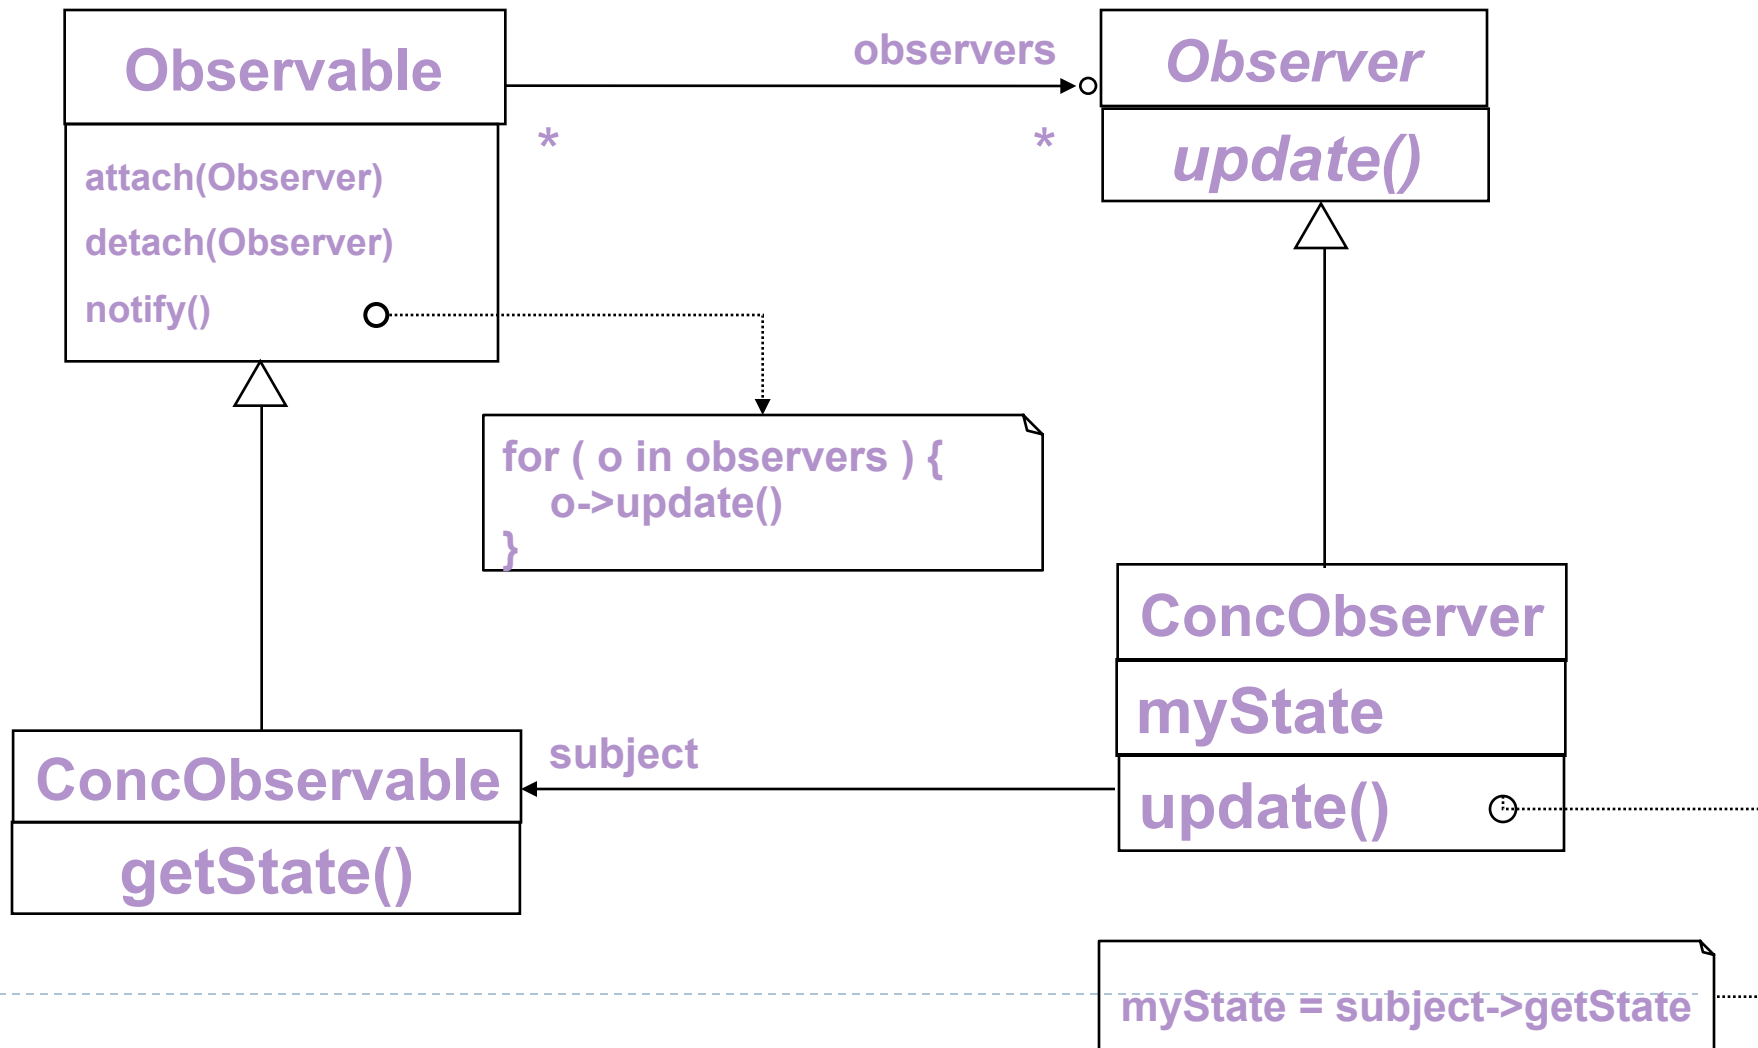 Observable
attach(Observer)
detach(Observer)
notify()
observers
*
*
Observer
update()
for ( o in observers ) {
o->update()
}
ConcObserver
myState
update()
subject
ConcObservable
getState()
myState = subject->getState